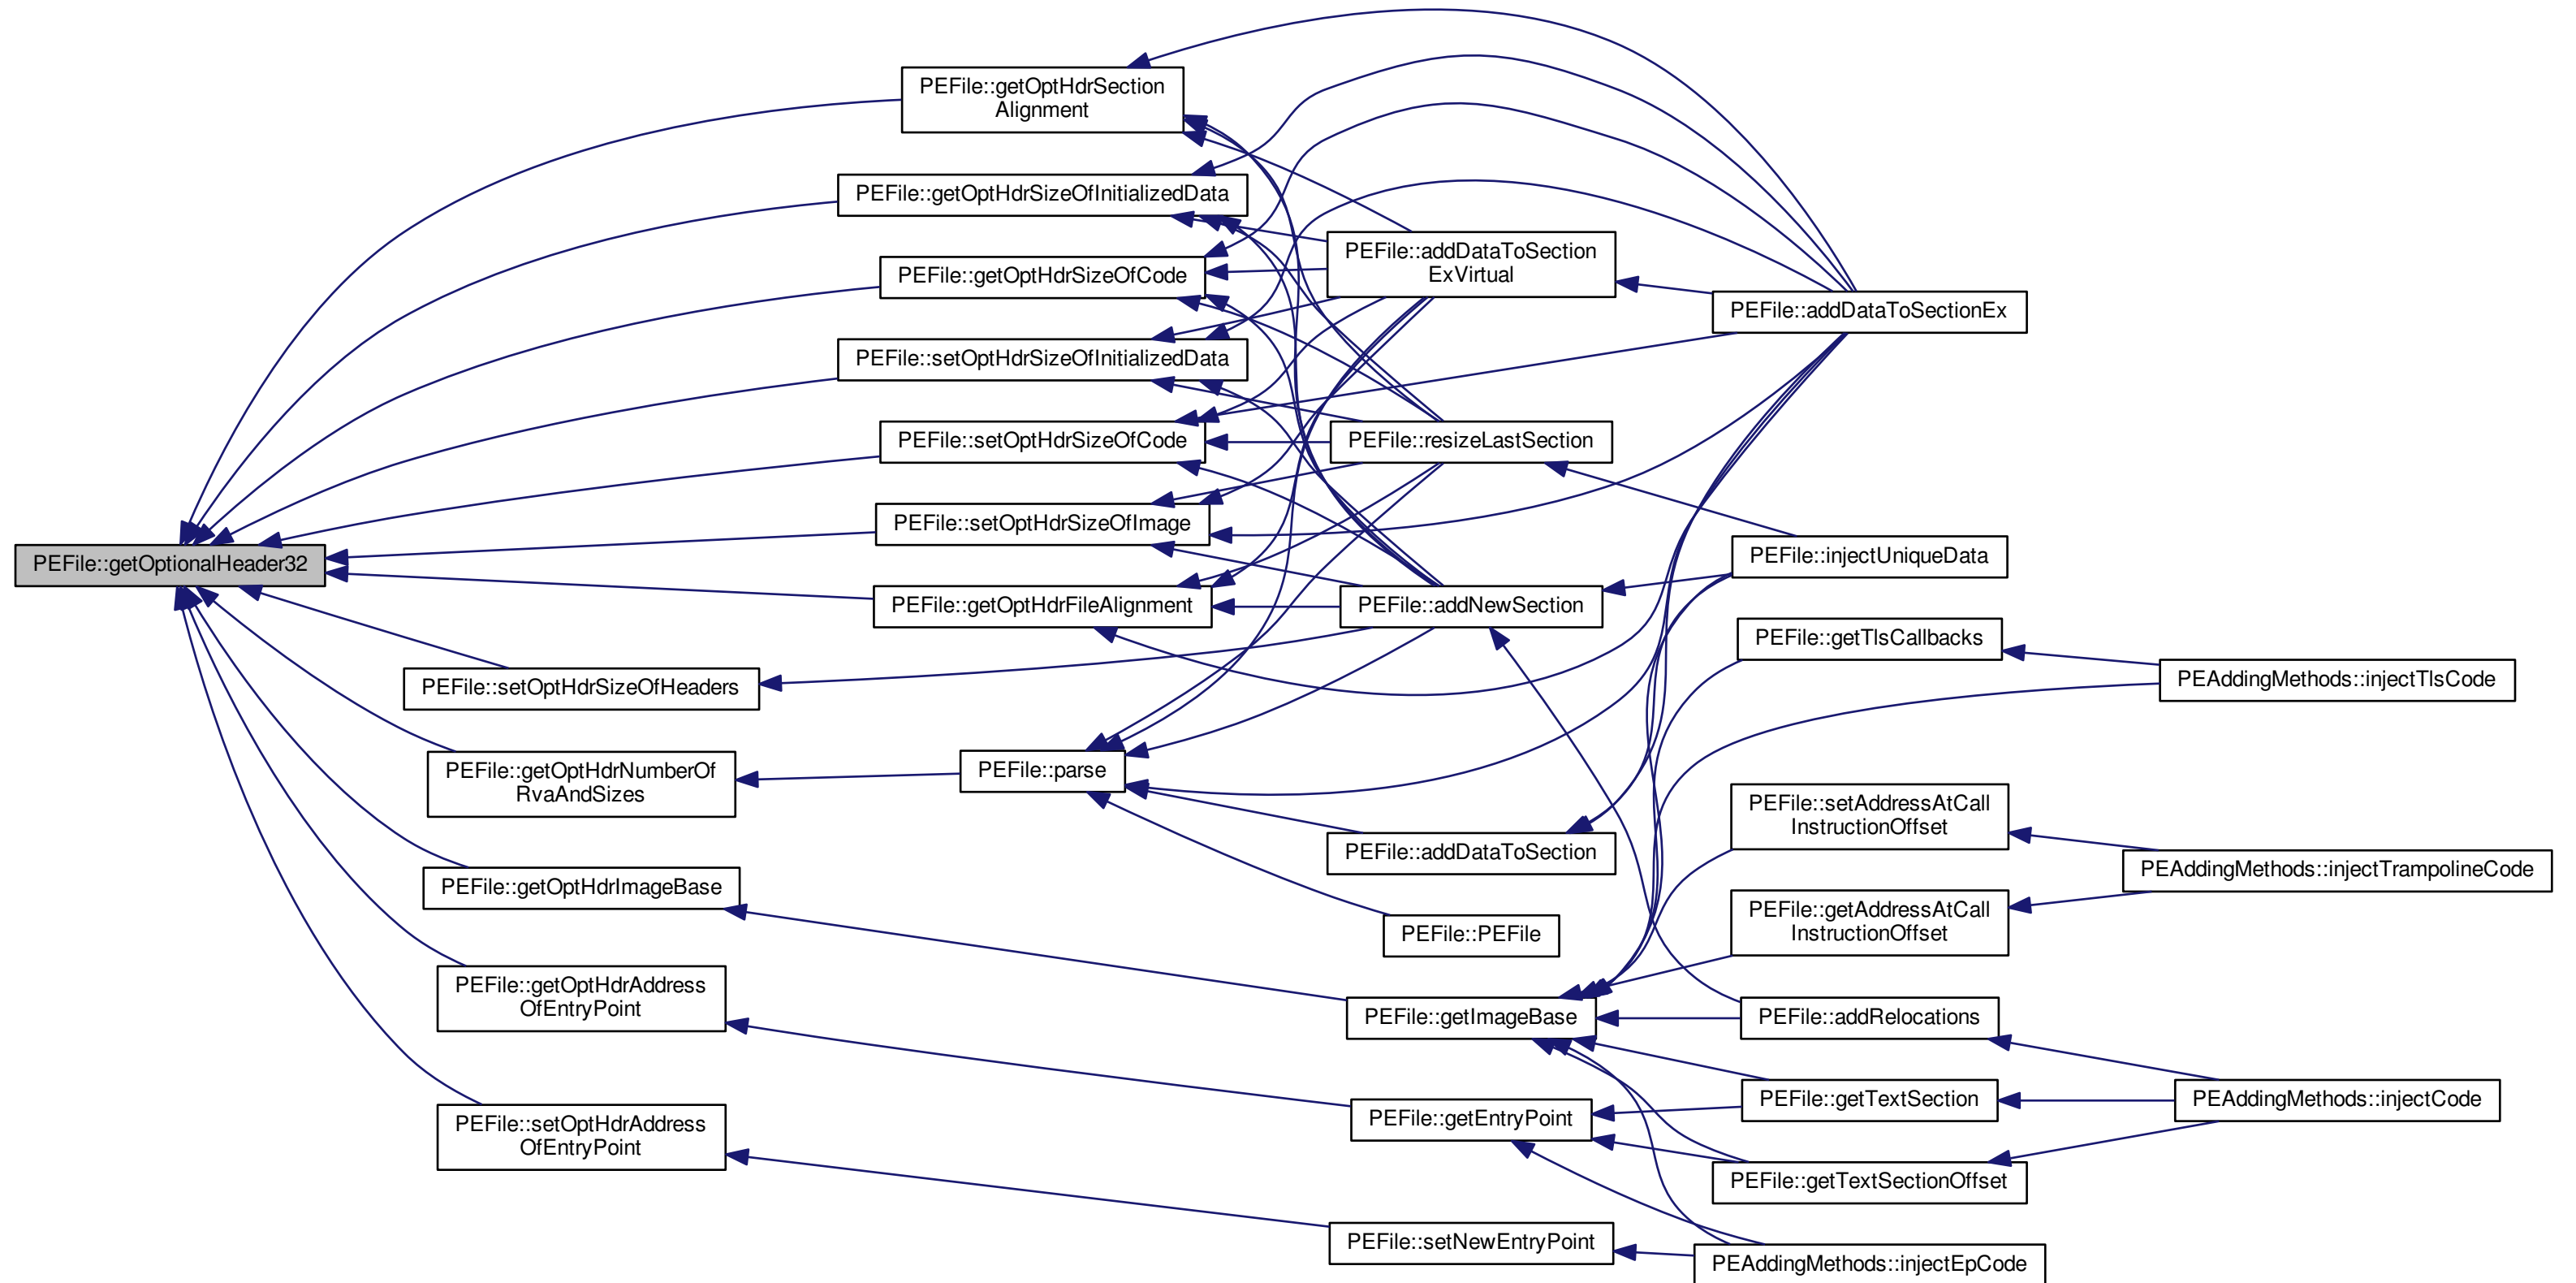 PEFile::getOptionalHeader32
PEFile::getOptHdrSection
Alignment
PEFile::getOptHdrSizeOfInitializedData
PEFile::getOptHdrSizeOfCode
PEFile::setOptHdrSizeOfInitializedData
PEFile::setOptHdrSizeOfCode
PEFile::setOptHdrSizeOfImage
PEFile::getOptHdrFileAlignment
PEFile::setOptHdrSizeOfHeaders
PEFile::getOptHdrNumberOf
RvaAndSizes
PEFile::getOptHdrImageBase
PEFile::getOptHdrAddress
OfEntryPoint
PEFile::setOptHdrAddress
OfEntryPoint
PEFile::parse
PEFile::addDataToSection
ExVirtual
PEFile::resizeLastSection
PEFile::addNewSection
PEFile::addDataToSection
PEFile::PEFile
PEFile::getImageBase
PEFile::getEntryPoint
PEFile::setNewEntryPoint
PEFile::addDataToSectionEx
PEFile::injectUniqueData
PEFile::getTlsCallbacks
PEFile::setAddressAtCall
InstructionOffset
PEFile::getAddressAtCall
InstructionOffset
PEFile::addRelocations
PEFile::getTextSection
PEFile::getTextSectionOffset
PEAddingMethods::injectEpCode
PEAddingMethods::injectTlsCode
PEAddingMethods::injectTrampolineCode
PEAddingMethods::injectCode